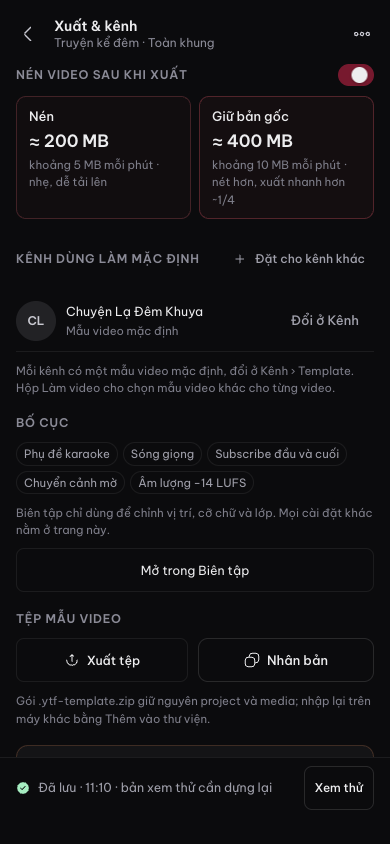 Xuất & kênh
Truyện kể đêm · Toàn khung
NÉN VIDEO SAU KHI XUẤT
Nén
≈ 200 MB
khoảng 5 MB mỗi phút ·
nhẹ, dễ tải lên
Giữ bản gốc
≈ 400 MB
khoảng 10 MB mỗi phút ·
nét hơn, xuất nhanh hơn
~1/4
KÊNH DÙNG LÀM MẶC ĐỊNH
+ Đặt cho kênh khác
CL
Chuyện Lạ Đêm Khuya
Mẫu video mặc định
Đổi ở Kênh
Mỗi kênh có một mẫu video mặc định, đổi ở Kênh › Template.
Hộp Làm video cho chọn mẫu video khác cho từng video.
BỐ CỤC
Phụ đề karaoke
Sóng giọng
Subscribe đầu và cuối
Chuyển cảnh mờ
Âm lượng -14 LUFS
Biên tập chỉ dùng để chỉnh vị trí, cỡ chữ và lớp. Mọi cài đặt khác
nằm ở trang này.
Mở trong Biên tập
TỆP MẪU VIDEO
Xuất tệp
Nhân bản
Gói .ytf-template.zip giữ nguyên project và media; nhập lại trên
máy khác bằng Thêm vào thư viện.
Đã lưu · 11:10 · bản xem thử cần dựng lại
Xem thử